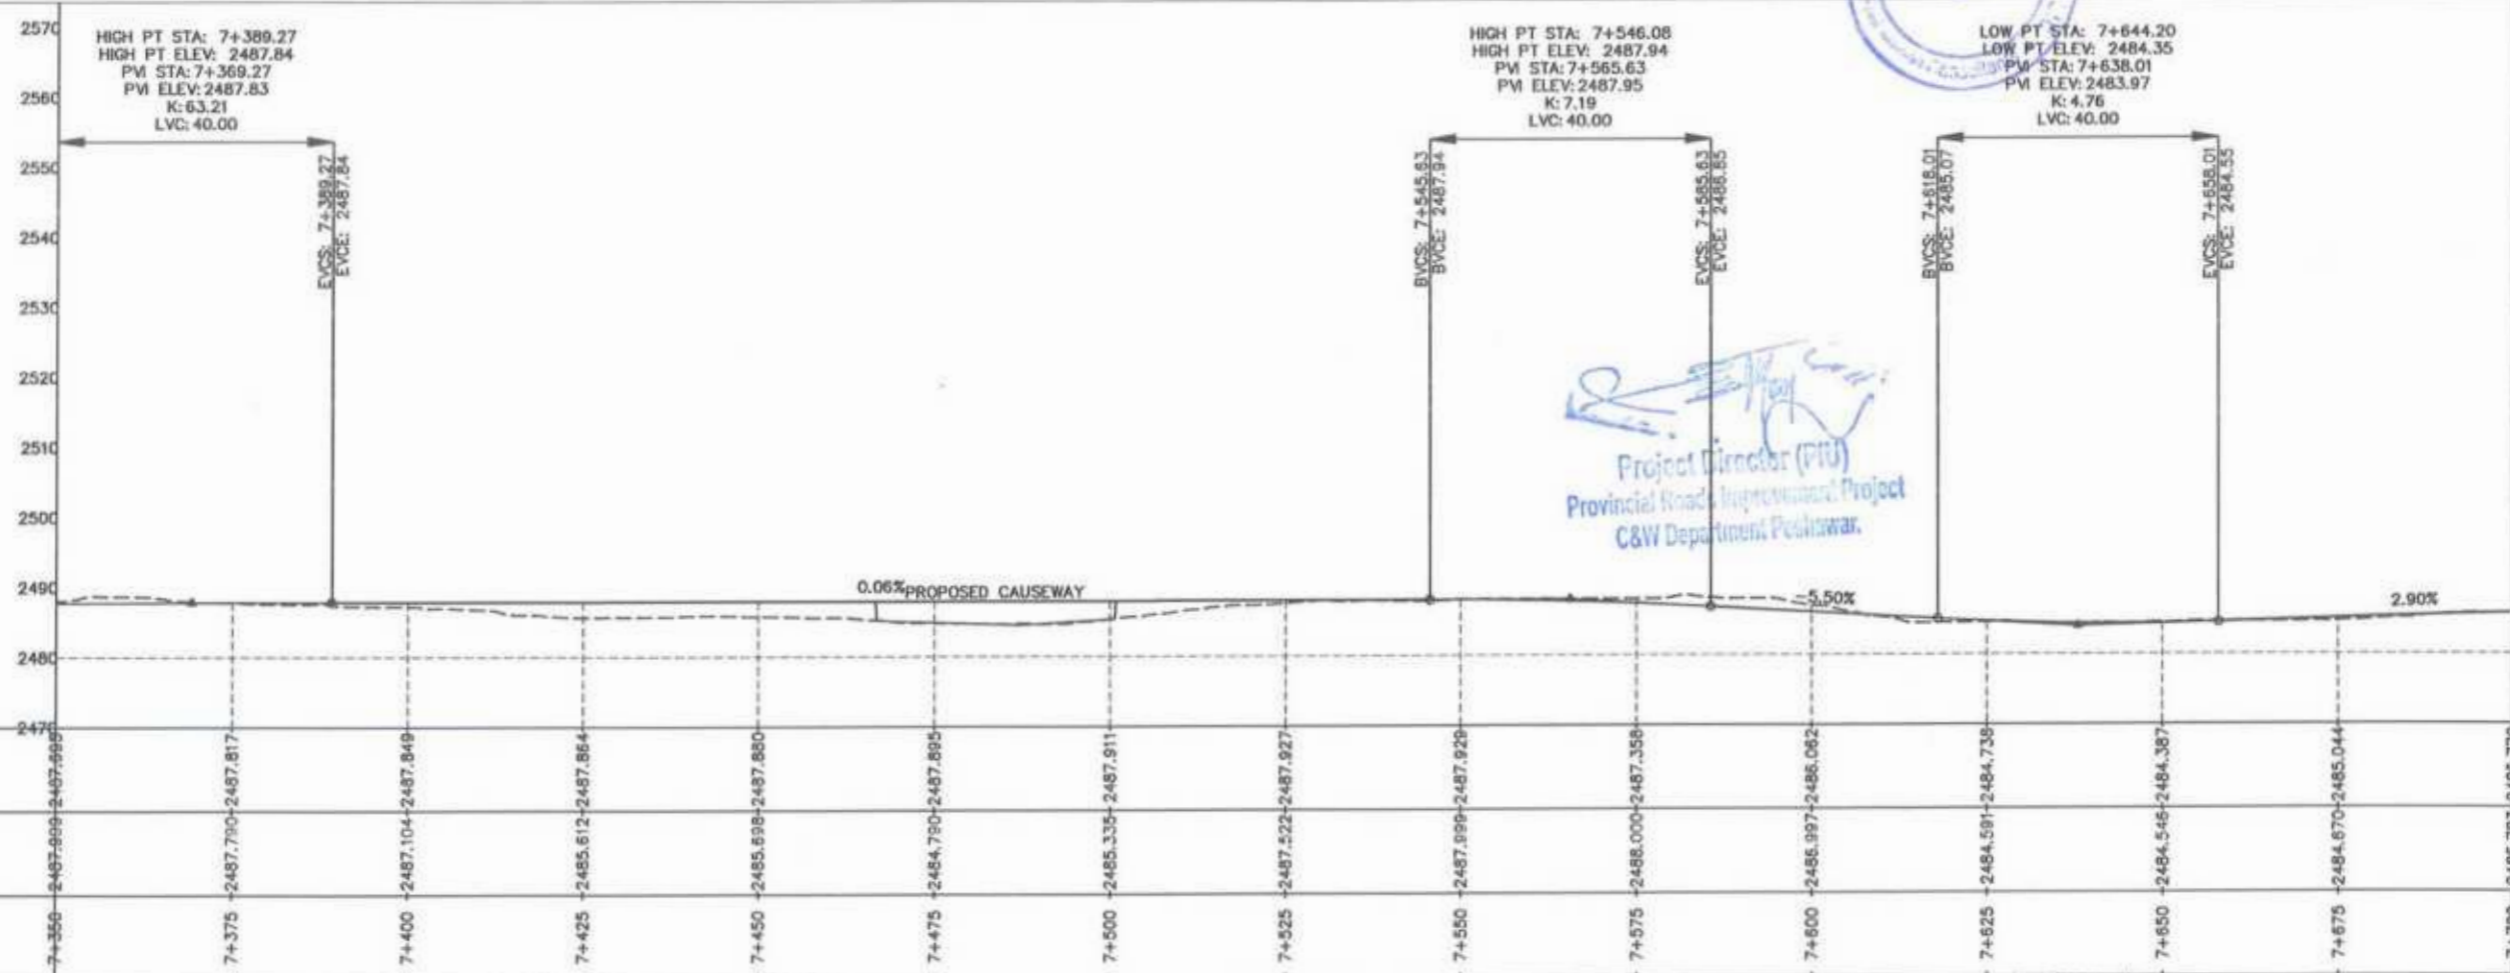 2570
2560
2550
2540
2530
2520
2510
2500
2490
2480
2470
HIGH PT STA: 7+389.27
HIGH PT ELEV: 2487.84
PVI STA: 7+369.27
PVI ELEV: 2487.83
K: 63.21
LVC: 40.00
EVCS: 7+389.27
EVCE: 2487.84
HIGH PT STA: 7+546.08
HIGH PT ELEV: 2487.94
PVI STA: 7+565.63
PVI ELEV: 2487.95
K: 7.19
LVC: 40.00
BVCS: 7+545.63
BVCE: 2487.94
EVCS: 7+585.63
EVCE: 2486.85
LOW PT STA: 7+644.20
LOW PT ELEV: 2484.35
PVI STA: 7+638.01
PVI ELEV: 2483.97
K: 4.76
LVC: 40.00
BVCS: 7+618.01
BVCE: 2485.07
EVCS: 7+658.01
EVCE: 2484.55
Project Director (PIU)
Provincial Roads Improvement Project
C&W Department Peshawar.
0.06% PROPOSED CAUSEWAY
-5.50%
2.90%
2487.817
2487.849
2487.864
2487.880
2487.895
2487.911
2487.927
2487.929
2487.358
2486.062
2484.738
2484.387
2485.044
2487.999
2487.790
2487.104
2485.612
2485.698
2484.790
2485.335
2487.522
2487.999
2488.000
2486.997
2484.591
2484.546
2484.670
7+350
7+375
7+400
7+425
7+450
7+475
7+500
7+525
7+550
7+575
7+600
7+625
7+650
7+675